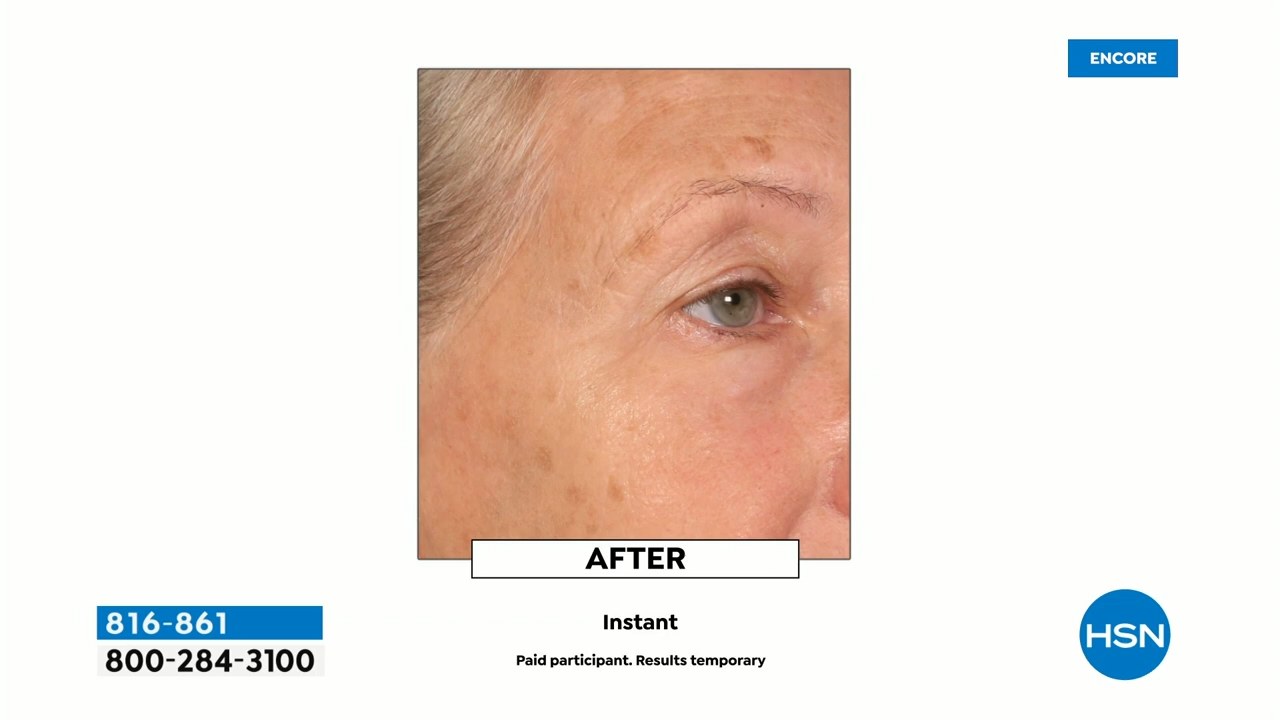 ENCORE
AFTER
Instant
Paid participant. Results temporary
816-861
800-284-3100
HSN